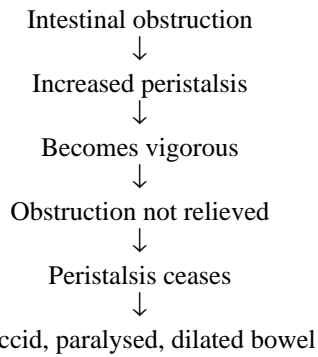 Intestinal obstruction
Increased peristalsis
Becomes vigorous
Obstruction not relieved
Peristalsis ceases
ccid, paralysed, dilated bowel